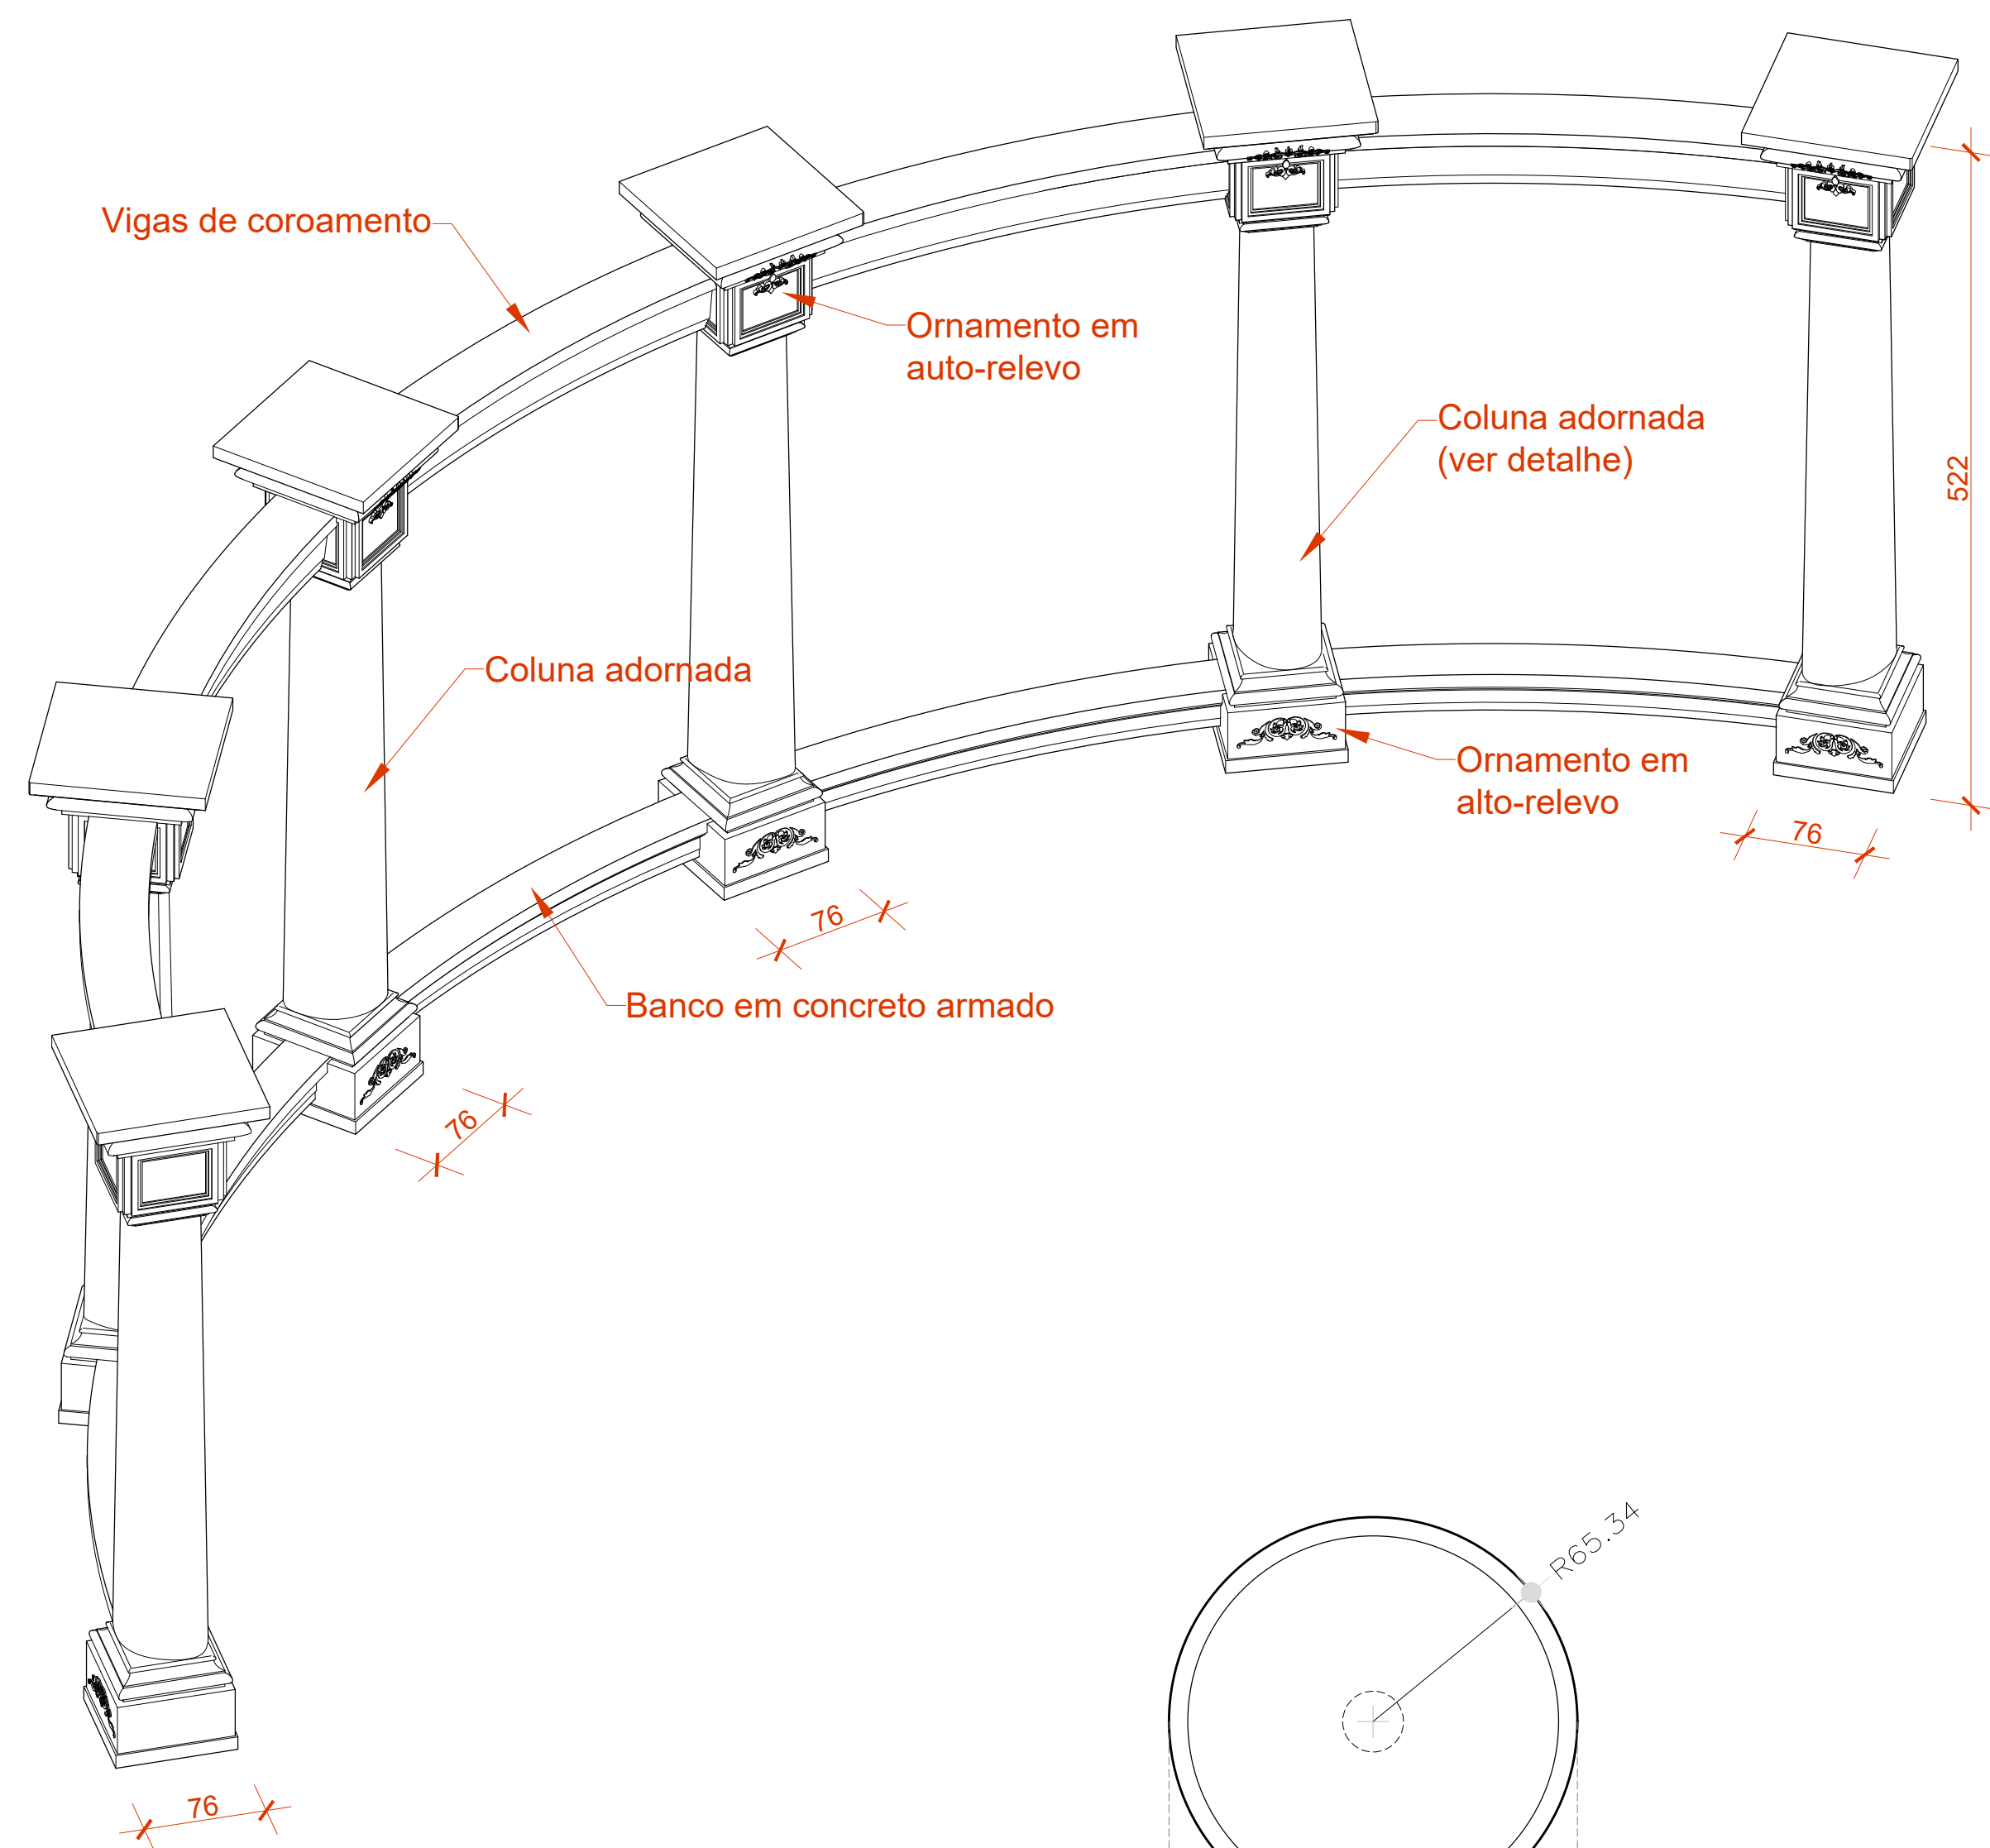 Vigas de coroamento
Ornamento em
auto-relevo
Coluna adornada
(ver detalhe)
522
Coluna adornada
Ornamento em
alto-relevo
76
76
Banco em concreto armado
76
R65.34
76